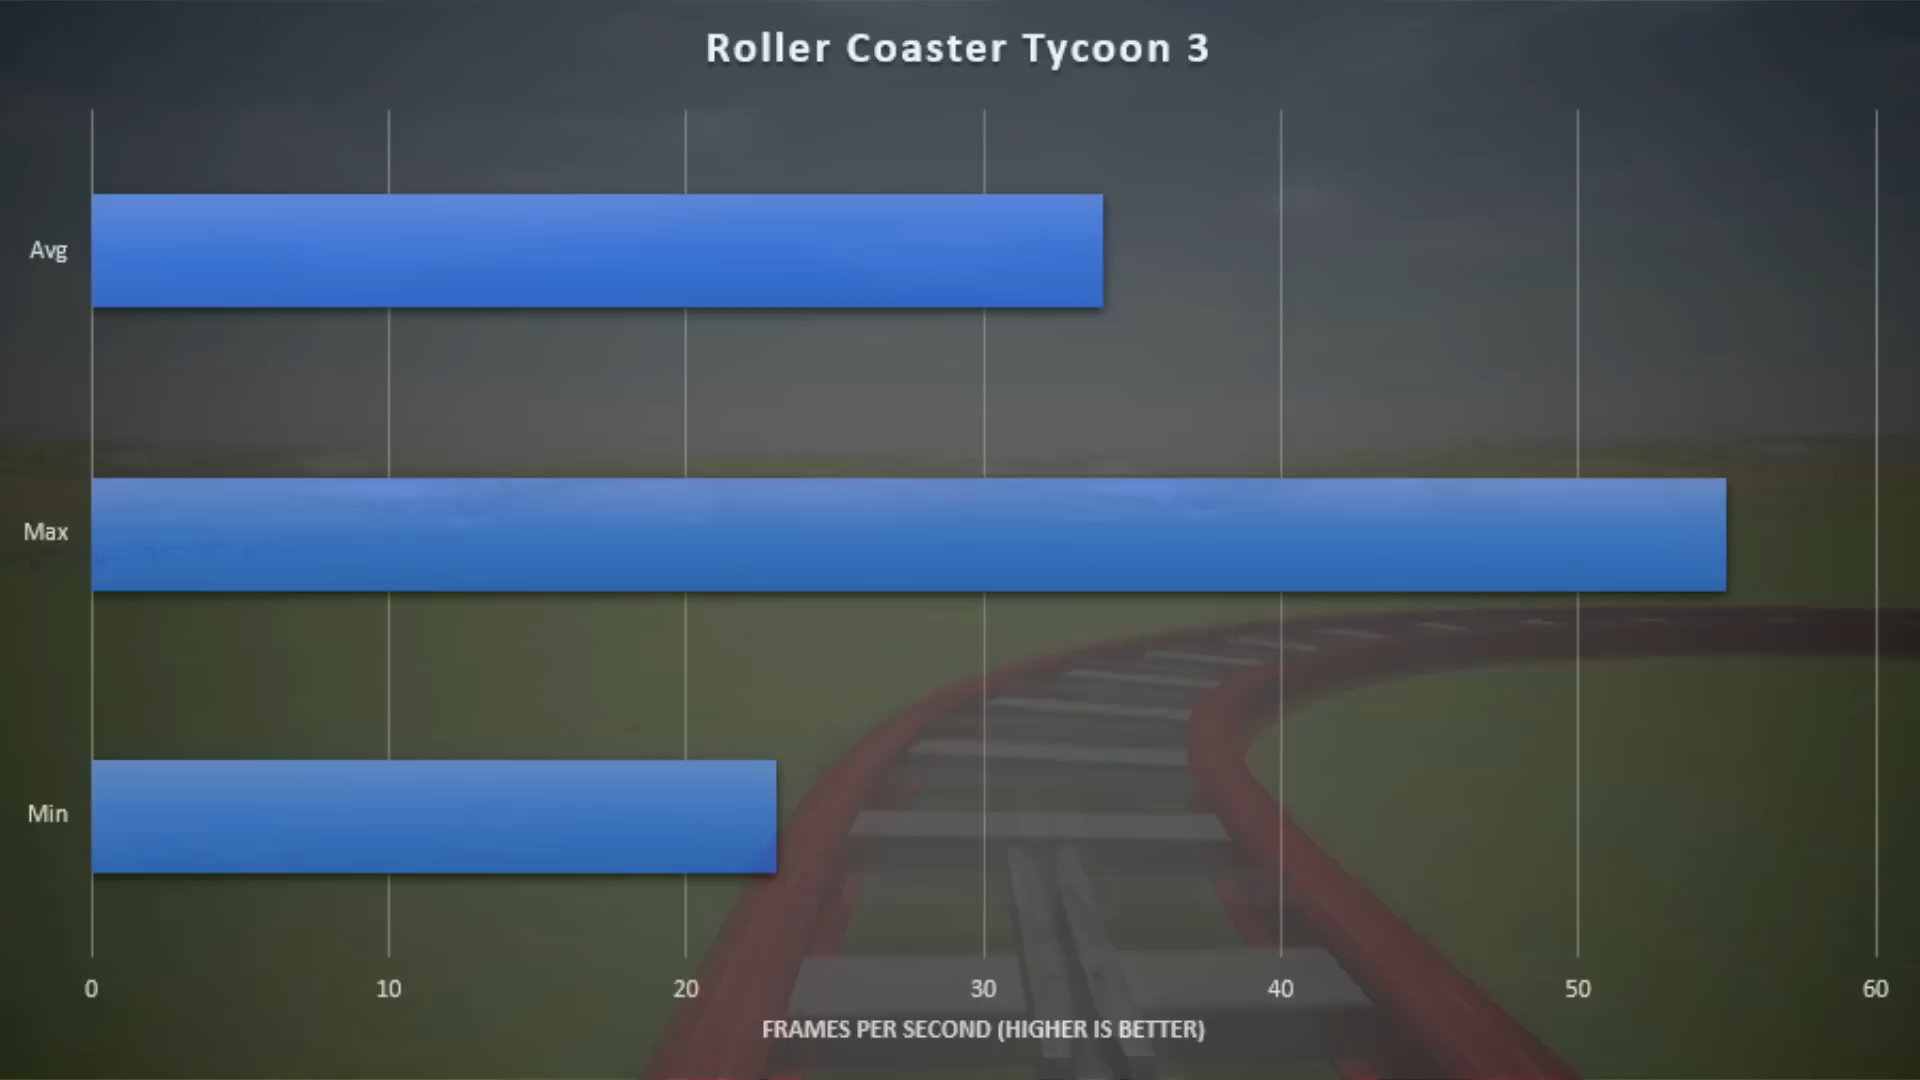 Roller Coaster Tycoon 3
Avg
Max
Min
0 10 20 30 40 50 60
FRAMES PER SECOND (HIGHER IS BETTER)